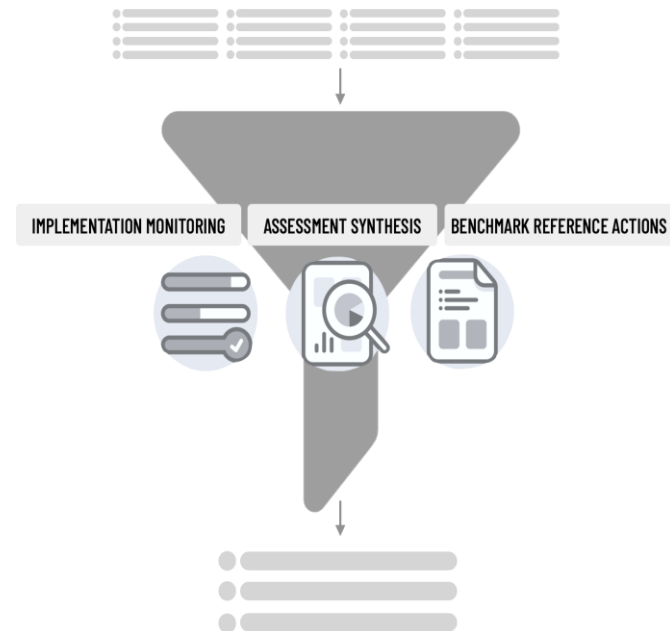 IMPLEMENTATION MONITORING
ASSESSMENT SYNTHESIS
BENCHMARK REFERENCE ACTIONS